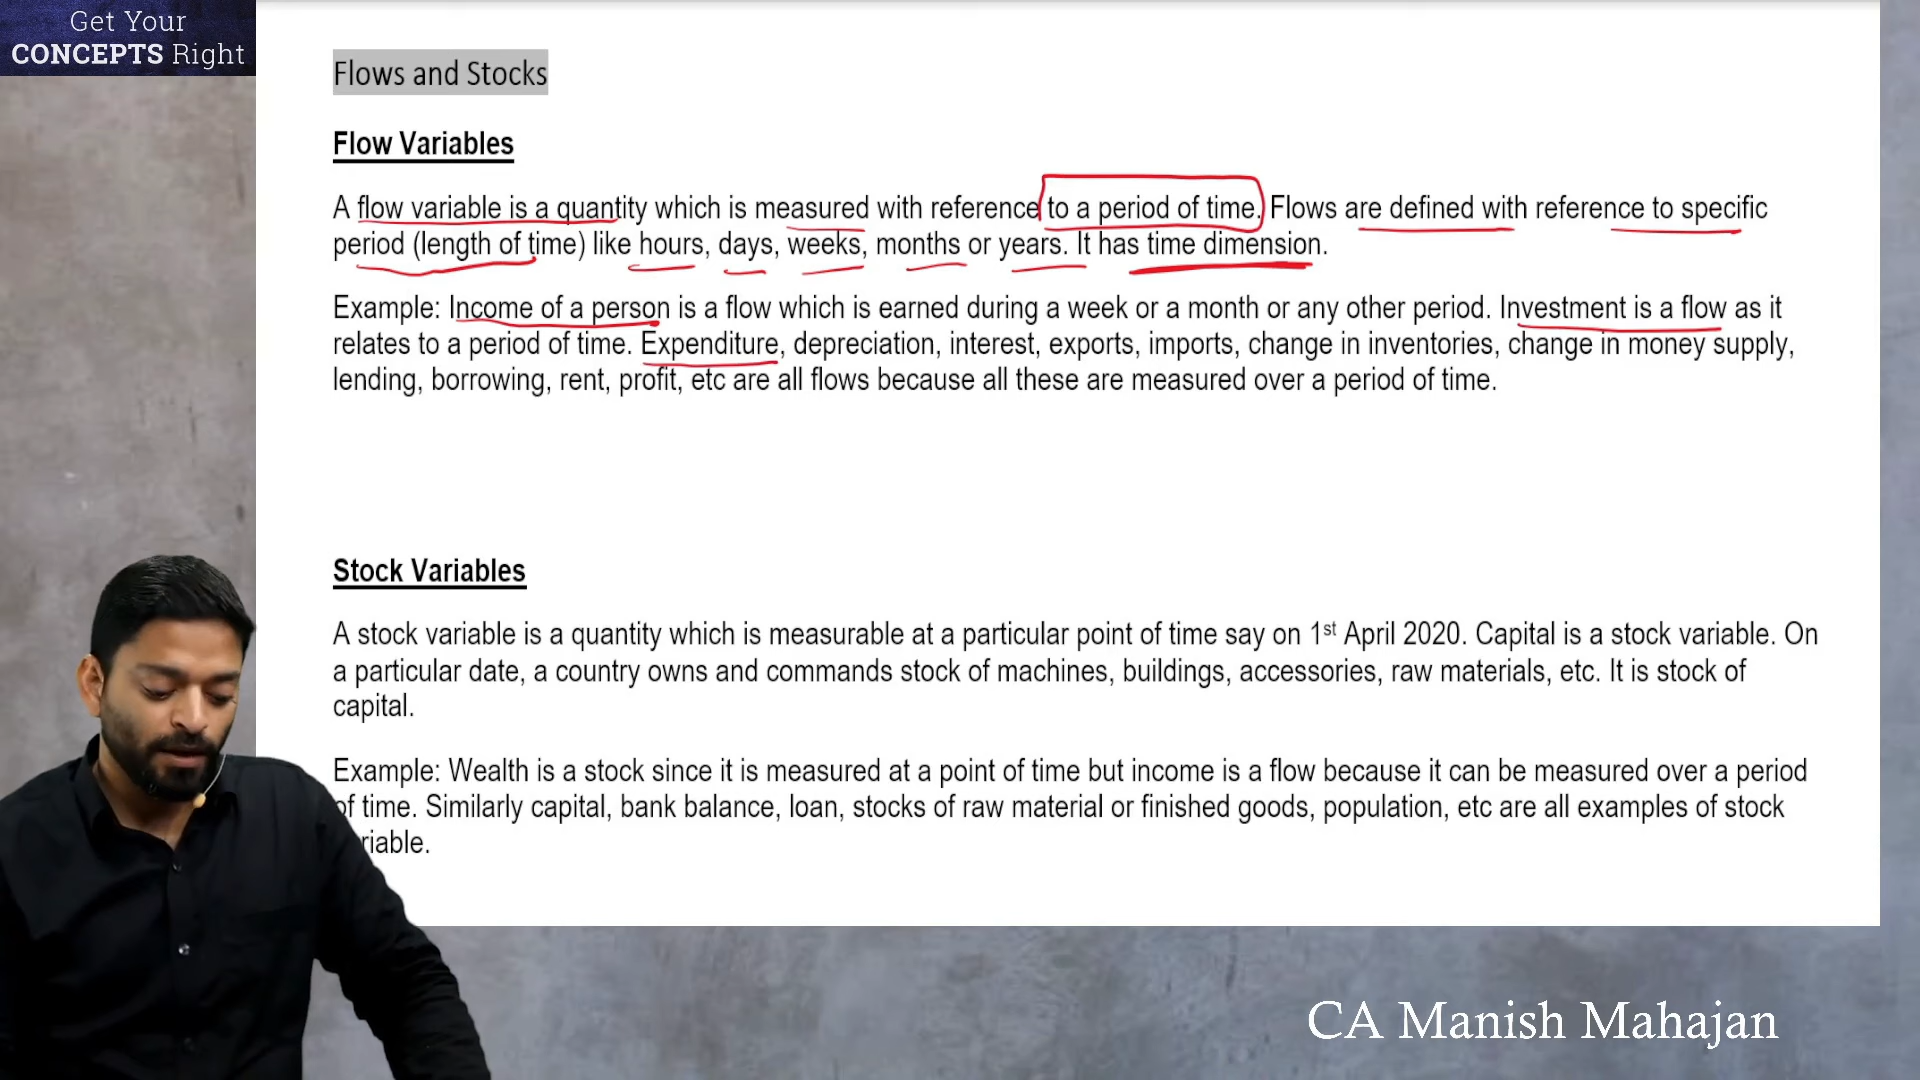 Get Your
CONCEPTS Right
Flows and Stocks
Flow Variables
A flow variable is a quantity which is measured with reference to a period of time. Flows are defined with reference to specific
period (length of time) like hours, days, weeks, months or years. It has time dimension.
Example: Income of a person is a flow which is earned during a week or a month or any other period. Investment is a flow as it
relates to a period of time. Expenditure, depreciation, interest, exports, imports, change in inventories, change in money supply,
lending, borrowing, rent, profit, etc are all flows because all these are measured over a period of time.
Stock Variables
A stock variable is a quantity which is measurable at a particular point of time say on 1st April 2020. Capital is a stock variable. On
a particular date, a country owns and commands stock of machines, buildings, accessories, raw materials, etc. It is stock of
capital.
Example: Wealth is a stock since it is measured at a point of time but income is a flow because it can be measured over a period
of time. Similarly capital, bank balance, loan, stocks of raw material or finished goods, population, etc are all examples of stock
riable.
CA Manish Mahajan